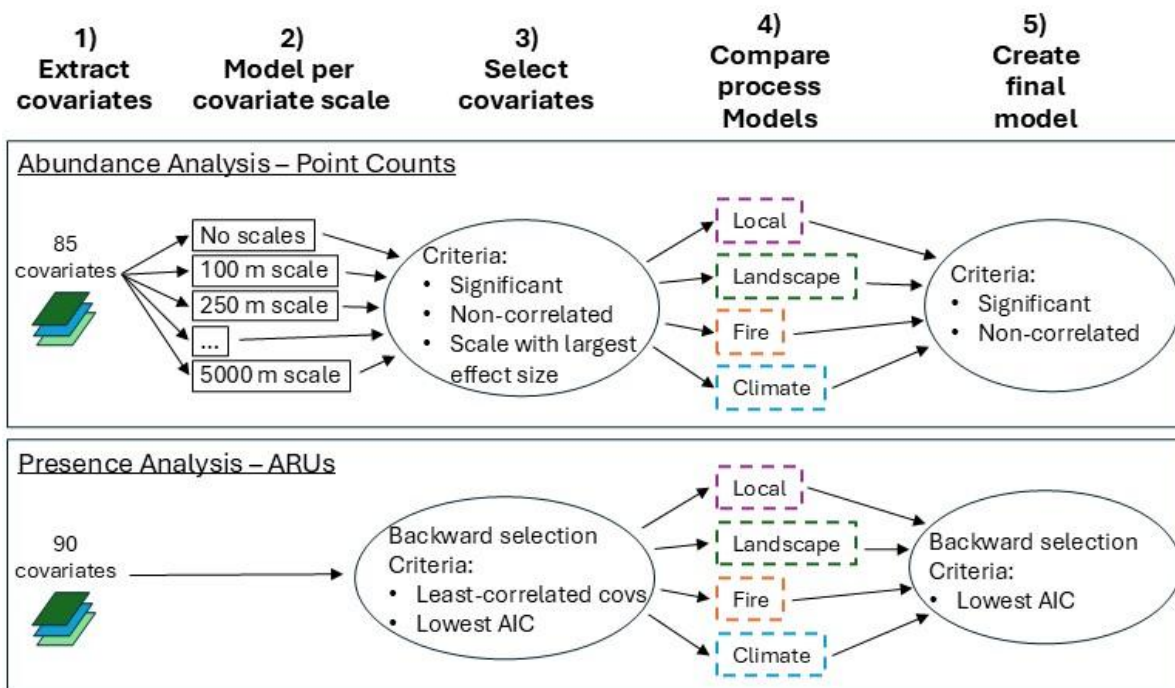 1)
Extract
covariates
2)
Model per
covariate scale
3)
Select
covariates
4)
Compare
process
Models
5)
Create
final
model
Abundance Analysis – Point Counts
85
covariates
No scales
100 m scale
250 m scale
...
5000 m scale
Criteria:
• Significant
• Non-correlated
• Scale with largest
effect size
Local
Landscape
Fire
Climate
Criteria:
• Significant
• Non-correlated
Presence Analysis – ARUs
90
covariates
Backward selection
Criteria:
• Least-correlated covs
• Lowest AIC
Local
Landscape
Fire
Climate
Backward selection
Criteria:
• Lowest AIC